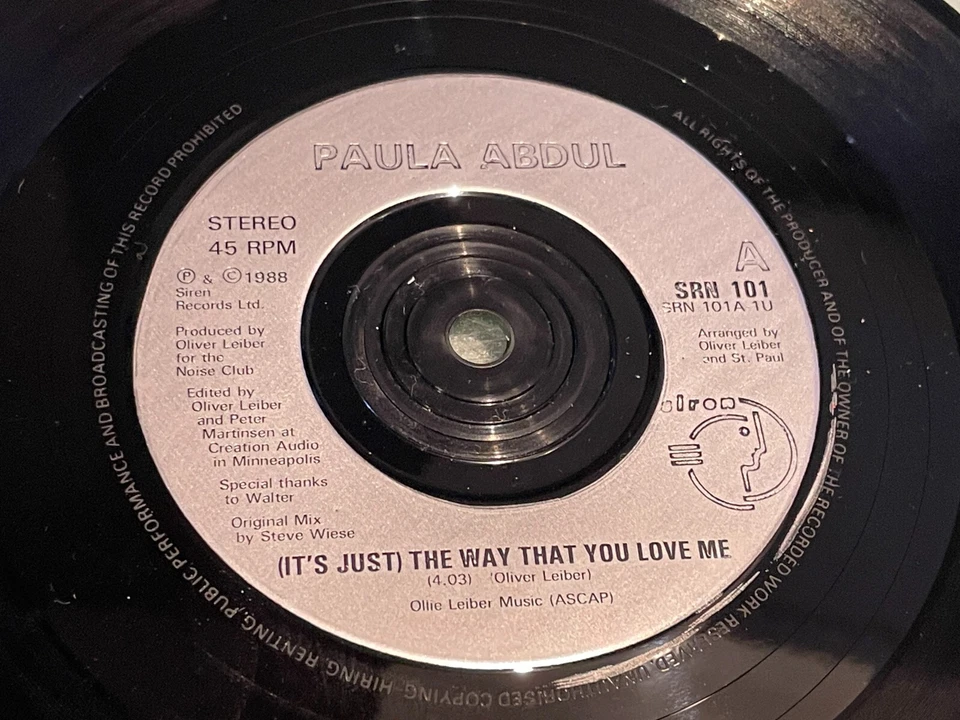 PAULA ABDUL
STEREO
45 RPM
Ⓟ & ©1988
Siren
Records Ltd.
Produced by
Oliver Leiber
for the
Noise Club
Edited by
Oliver Leiber
and Peter
Martinsen at
Creation Audio
in Minneapolis
Special thanks
to Walter
Original Mix
by Steve Wiese
A
SRN 101
SRN 101A 1U
Arranged by
Oliver Leiber
and St. Paul
siren
(IT'S JUST) THE WAY THAT YOU LOVE ME
(4.03) (Oliver Leiber)
Ollie Leiber Music (ASCAP)
ALL RIGHTS OF THE PRODUCER AND OF THE OWNER OF THE RECORDED WORK RESERVED. UNAUTHORISED COPYING, HIRING, RENTING, PUBLIC PERFORMANCE AND BROADCASTING OF THIS RECORD PROHIBITED